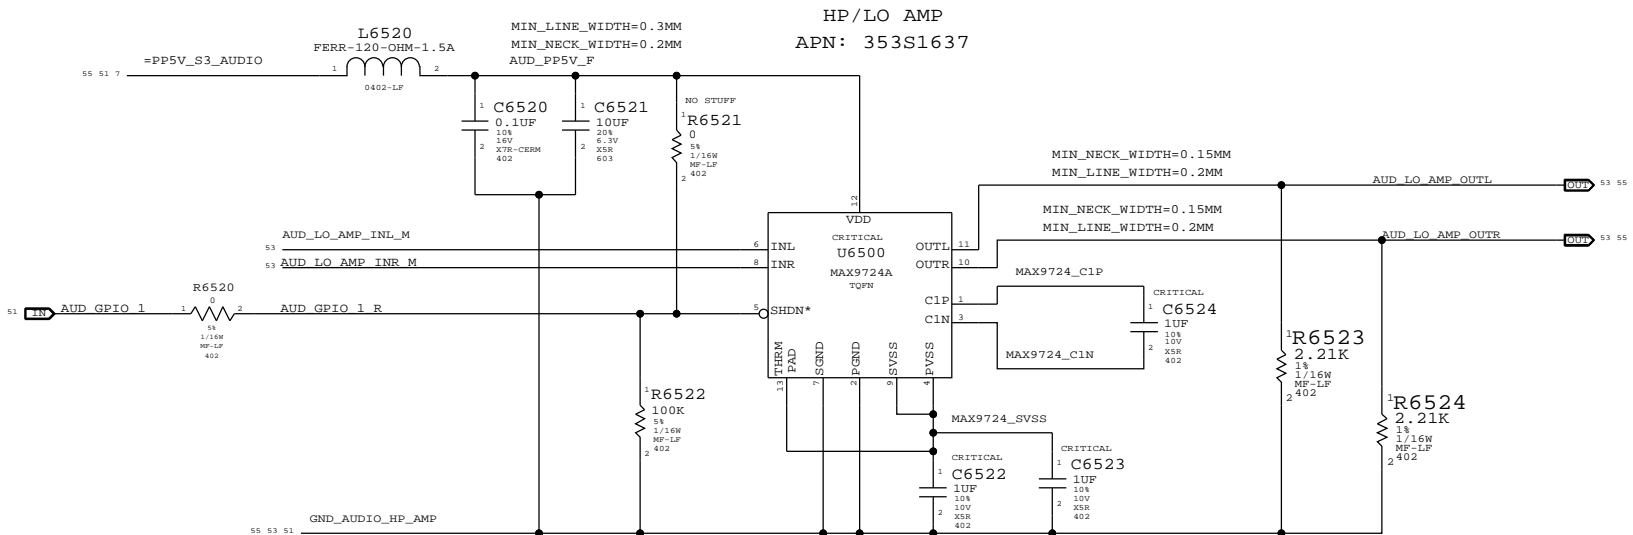 HP/LO AMP
APN: 353S1637
L6520
FERR-120-OHM-1.5A
MIN_LINE_WIDTH=0.3MM
MIN_NECK_WIDTH=0.2MM
AUD_PP5V_F
=PP5V_S3_AUDIO
55 51 7
1
2
0402-LF
1
C6520
0.1UF
10%
16V
X7R-CERM
402
2
1
C6521
10UF
20%
6.3V
X5R
603
2
NO STUFF
1
R6521
0
5%
1/16W
MF-LF
402
2
MIN_NECK_WIDTH=0.15MM
MIN_LINE_WIDTH=0.2MM
AUD_LO_AMP_OUTL
OUT
53 55
MIN_NECK_WIDTH=0.15MM
MIN_LINE_WIDTH=0.2MM
AUD_LO_AMP_OUTR
OUT
53 55
12
VDD
CRITICAL
U6500
MAX9724A
TQFN
53
AUD_LO_AMP_INL_M
6
INL
53
AUD_LO_AMP_INR_M
8
INR
OUTL
11
OUTR
10
C1P
1
C1N
3
MAX9724_C1P
MAX9724_C1N
CRITICAL
1
C6524
1UF
10%
10V
X5R
402
2
51
IN
AUD_GPIO_1
R6520
0
1
2
5%
1/16W
MF-LF
402
AUD_GPIO_1_R
5
SHDN*
THRM
PAD
SGND
PGND
SVSS
PVSS
13
7
2
9
4
1
R6522
100K
5%
1/16W
MF-LF
402
2
MAX9724_SVSS
CRITICAL
1
C6522
1UF
10%
10V
X5R
402
2
CRITICAL
1
C6523
1UF
10%
10V
X5R
402
2
1
R6523
2.21K
1%
1/16W
MF-LF
402
2
1
R6524
2.21K
1%
1/16W
MF-LF
402
2
55 53 51
GND_AUDIO_HP_AMP